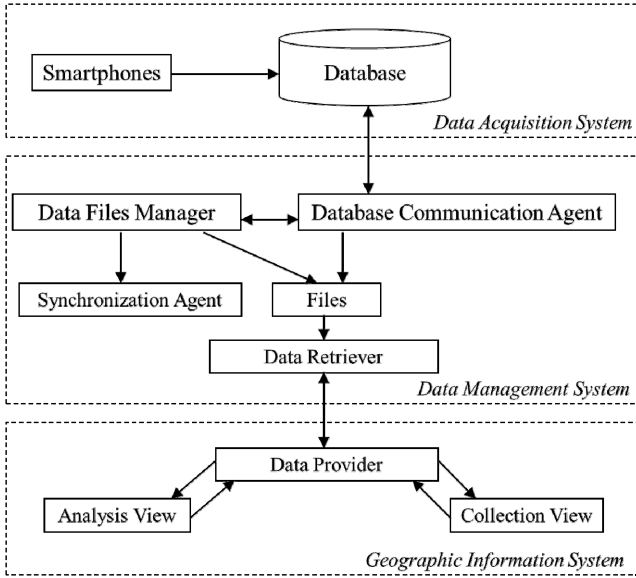 Smartphones
Database
Data Acquisition System
Data Files Manager
Database Communication Agent
Synchronization Agent
Files
Data Retriever
Data Management System
Data Provider
Analysis View
Collection View
Geographic Information System